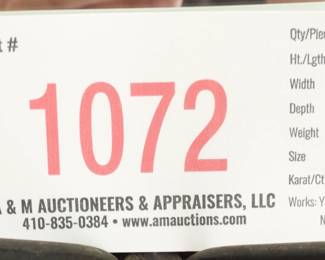 #
1072
& M AUCTIONEERS & APPRAISERS, LLC
410-835-0384 • www.amauctions.com
Qty/Pie
Ht./Lgth
Width
Depth
Weight
Size
Karat/Ct
Works: Y
N